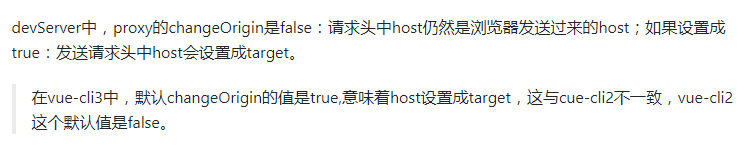 devServer中，proxy的changeOrigin是false：请求头中host仍然是浏览器发送过来的host；如果设置成
true：发送请求头中host会设置成target。
在vue-cli3中，默认changeOrigin的值是true,意味着host设置成target，这与cue-cli2不一致，vue-cli2
这个默认值是false。